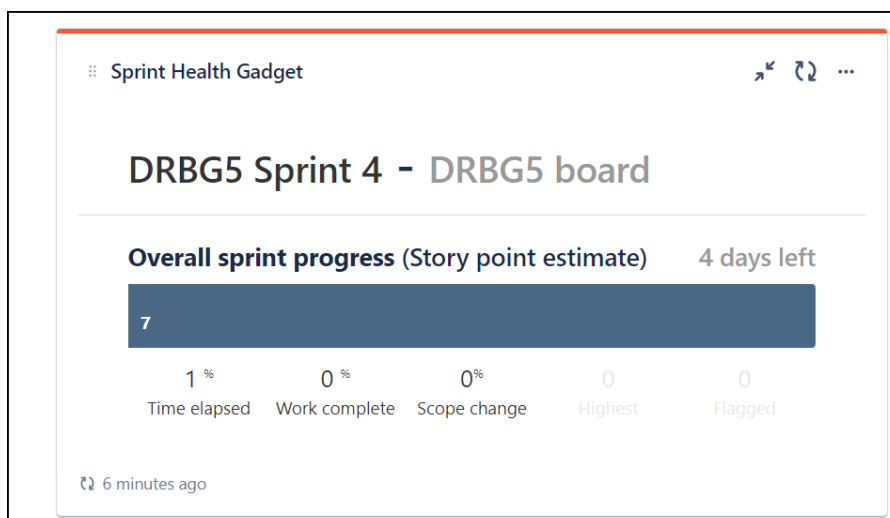 Sprint Health Gadget
DRBG5 Sprint 4 - DRBG5 board
Overall sprint progress (Story point estimate) 4 days left
7
1 % 0 % 0% 0 0
Time elapsed Work complete Scope change Highest Flagged
6 minutes ago